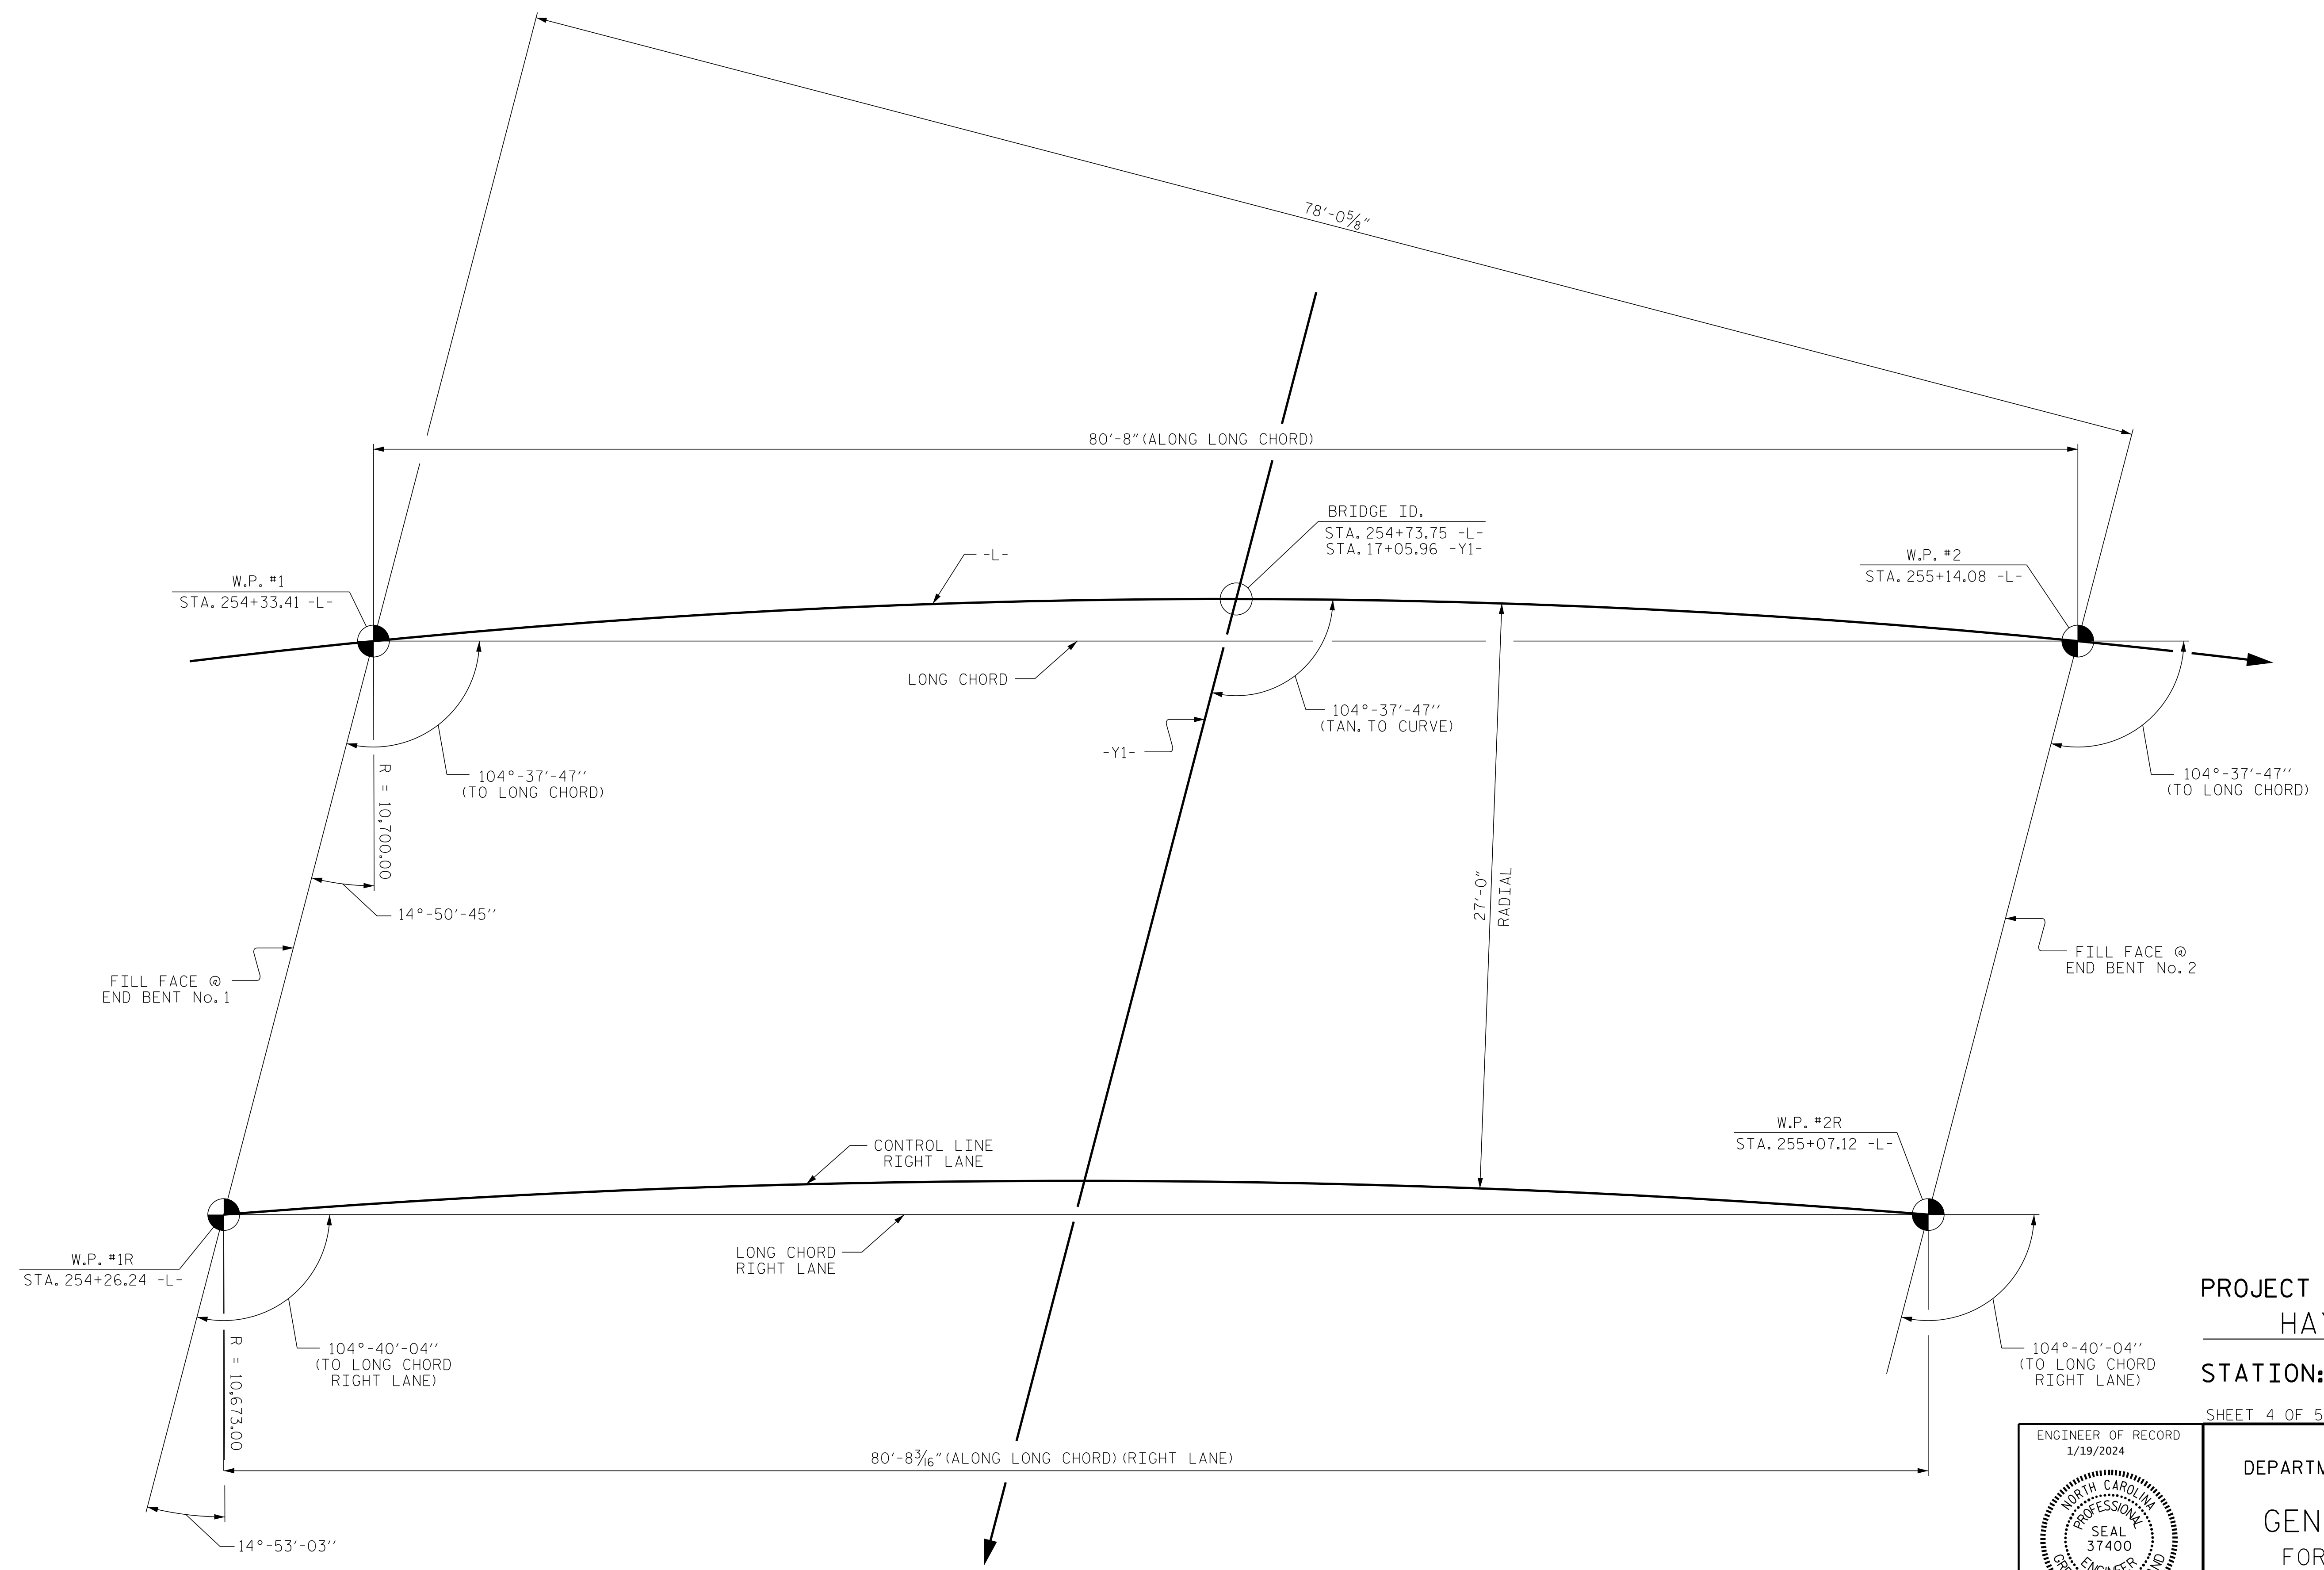 78'-0⅝"
80'-8" (ALONG LONG CHORD)
BRIDGE ID.
STA. 254+73.75 -L-
STA. 17+05.96 -Y1-
-L-
W.P. #2
STA. 255+14.08 -L-
W.P. #1
STA. 254+33.41 -L-
LONG CHORD
104°-37'-47''
(TAN. TO CURVE)
-Y1-
104°-37'-47''
(TO LONG CHORD)
104°-37'-47''
(TO LONG CHORD)
R = 10,700.00
27'-0"
RADIAL
14°-50'-45''
FILL FACE @
END BENT No. 1
FILL FACE @
END BENT No. 2
W.P. #2R
STA. 255+07.12 -L-
CONTROL LINE
RIGHT LANE
LONG CHORD
RIGHT LANE
W.P. #1R
STA. 254+26.24 -L-
PROJECT
HAY
104°-40'-04''
(TO LONG CHORD
RIGHT LANE)
104°-40'-04''
(TO LONG CHORD
RIGHT LANE)
R = 10,673.00
STATION:
SHEET 4 OF 5
80'-8 3/16" (ALONG LONG CHORD) (RIGHT LANE)
14°-53'-03''
ENGINEER OF RECORD
1/19/2024
NORTH CAROLINA
PROFESSIONAL
SEAL
37400
ENGINEER
DEPARTM
GEN
FOR